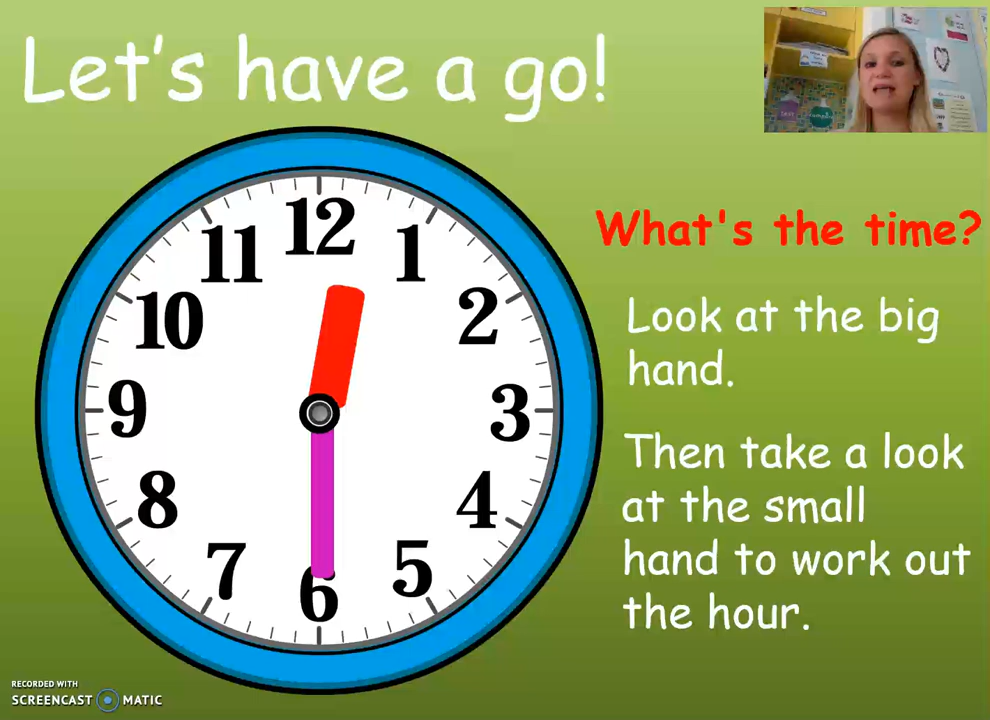 Let's have a go!
What's the time?
Look at the big
hand.
Then take a look
at the small
hand to work out
the hour.
12
1
2
3
4
5
6
7
8
9
10
11
RECORDED WITH
SCREENCAST MATIC